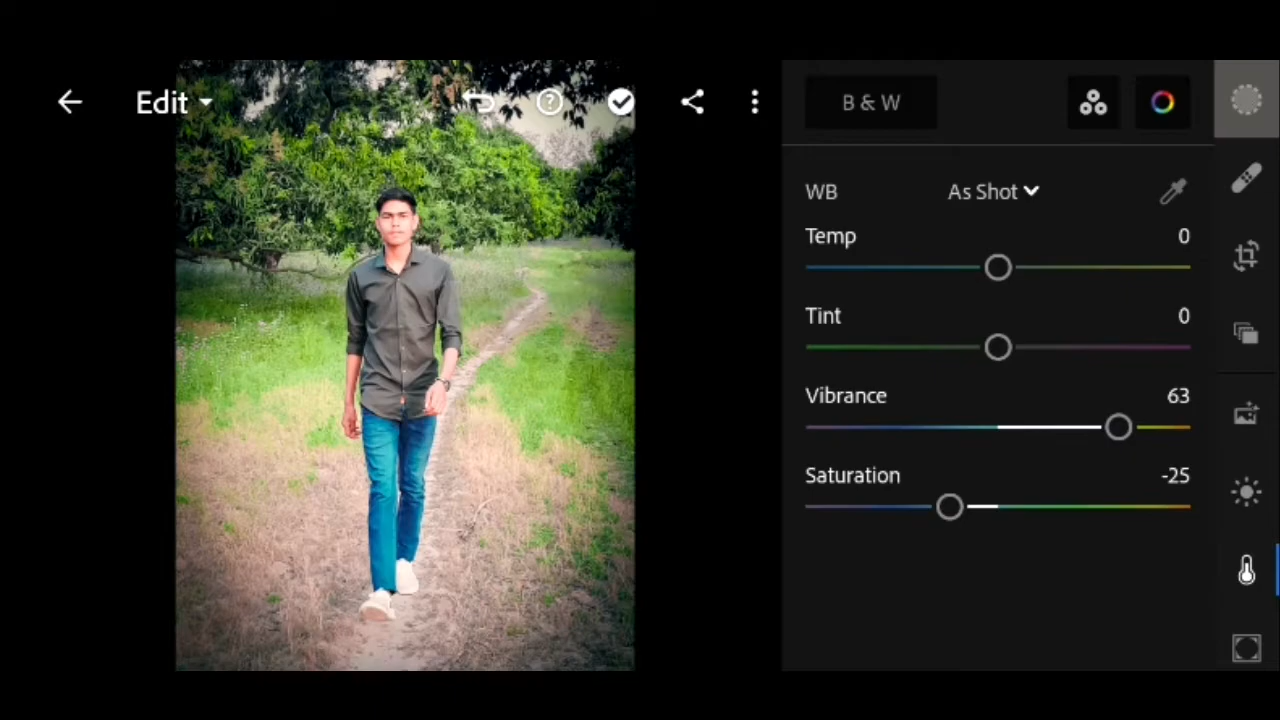 Edit
B & W
WB As Shot
Temp 0
Tint 0
Vibrance 63
Saturation -25